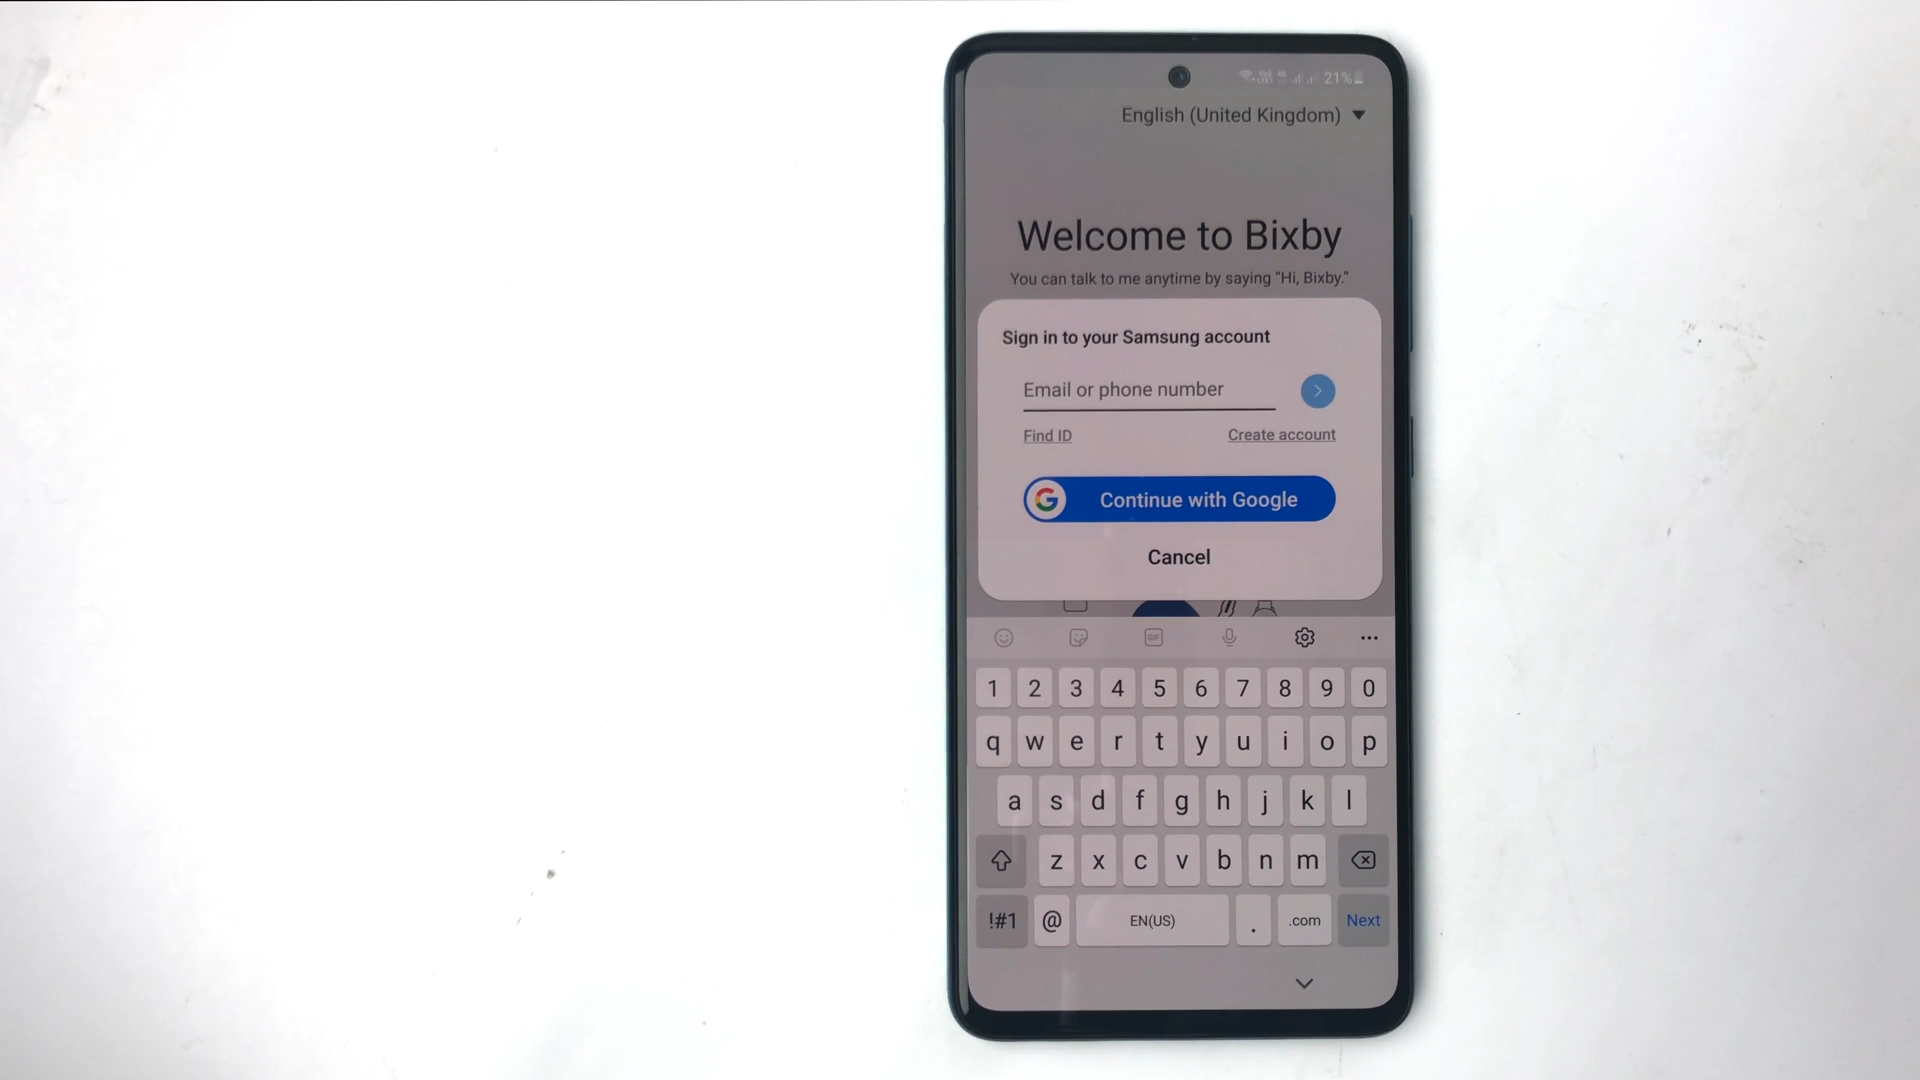 21%
English (United Kingdom)
Welcome to Bixby
You can talk to me anytime by saying "Hi, Bixby."
Sign in to your Samsung account
Email or phone number
Find ID Create account
G Continue with Google
Cancel
GIF
1 2 3 4 5 6 7 8 9 0
q w e r t y u i o p
a s d f g h j k l
z x c v b n m
!#1 @ EN(US) . .com Next